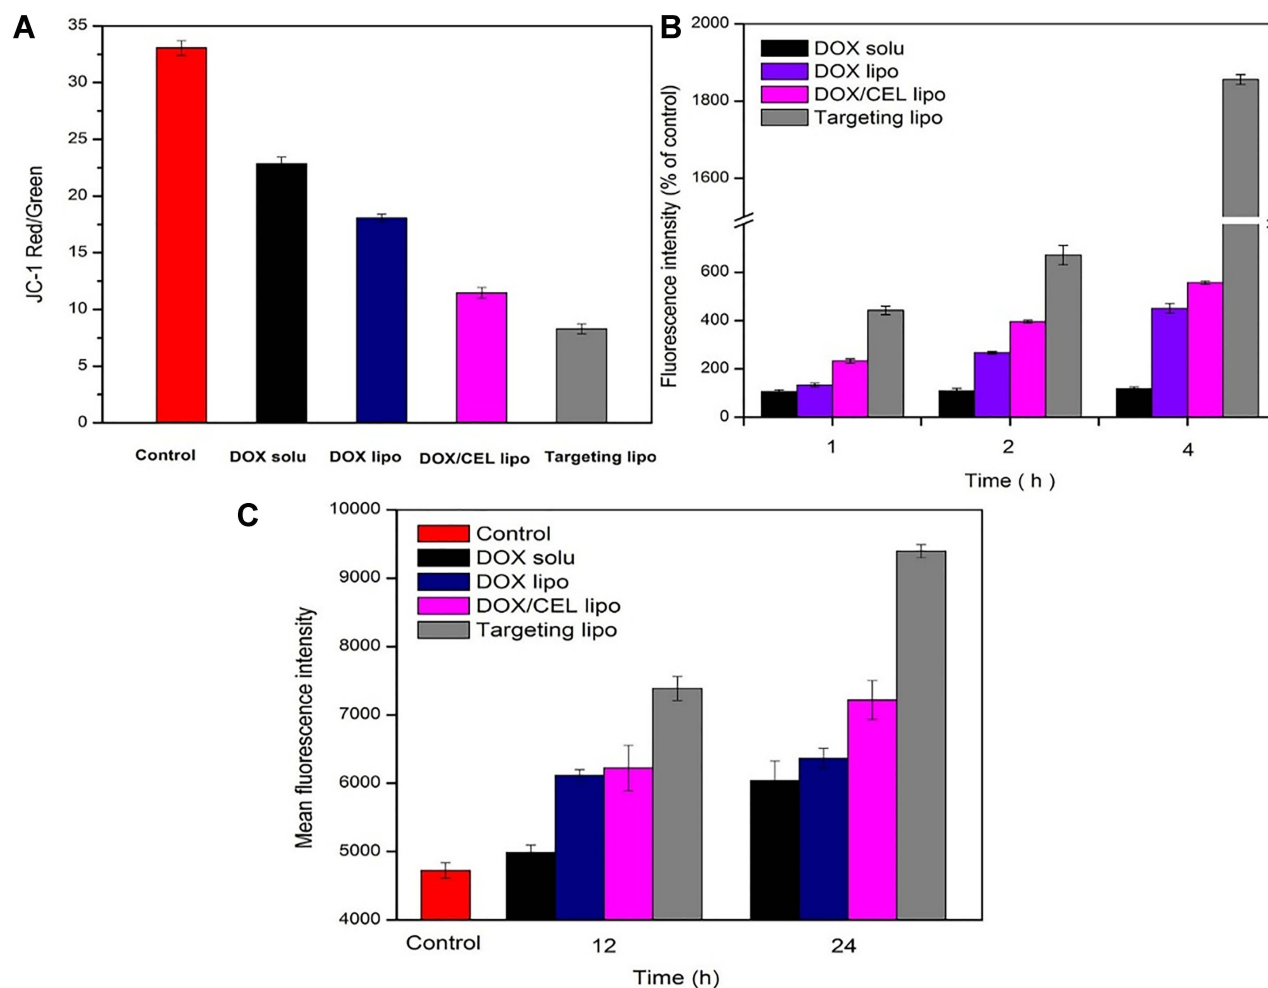 A
35
30
25
20
15
10
5
0
JC-1 Red/Green
Control
DOX solu
DOX lipo
DOX/CEL lipo
Targeting lipo
B
2000
1800
1600
600
400
200
0
Fluorescence intensity (% of control)
DOX solu
DOX lipo
DOX/CEL lipo
Targeting lipo
1
2
4
Time ( h )
C
10000
9000
8000
7000
6000
5000
4000
Mean fluorescence intensity
Control
DOX solu
DOX lipo
DOX/CEL lipo
Targeting lipo
Control
12
24
Time (h)